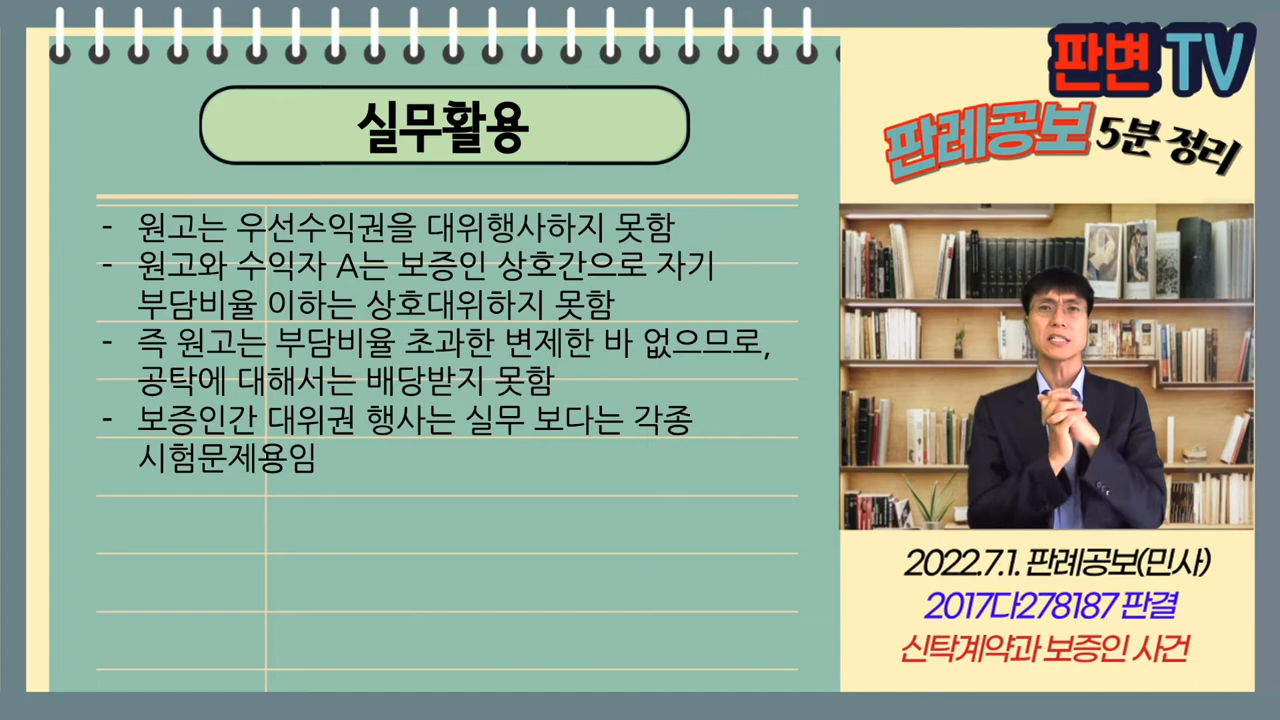 실무활용
- 원고는 우선수익권을 대위행사하지 못함
- 원고와 수익자 A는 보증인 상호간으로 자기
부담비율 이하는 상호대위하지 못함
- 즉 원고는 부담비율 초과한 변제한 바 없으므로,
공탁에 대해서는 배당받지 못함
- 보증인간 대위권 행사는 실무 보다는 각종
시험문제용임
판변 TV
판례공보 5분 정리
2022.7.1. 판례공보(민사)
2017다278187 판결
신탁계약과 보증인 사건